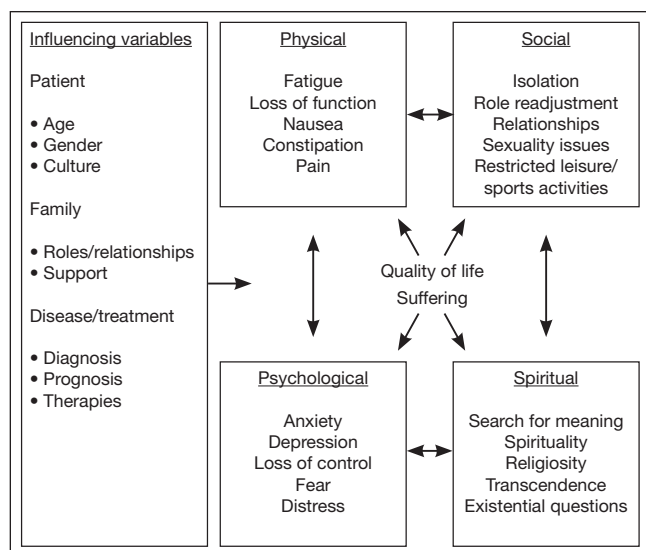 Influencing variables
Patient
• Age
• Gender
• Culture
Family
• Roles/relationships
• Support
Disease/treatment
• Diagnosis
• Prognosis
• Therapies
Physical
Fatigue
Loss of function
Nausea
Constipation
Pain
Social
Isolation
Role readjustment
Relationships
Sexuality issues
Restricted leisure/
sports activities
Quality of life
Suffering
Psychological
Anxiety
Depression
Loss of control
Fear
Distress
Spiritual
Search for meaning
Spirituality
Religiosity
Transcendence
Existential questions